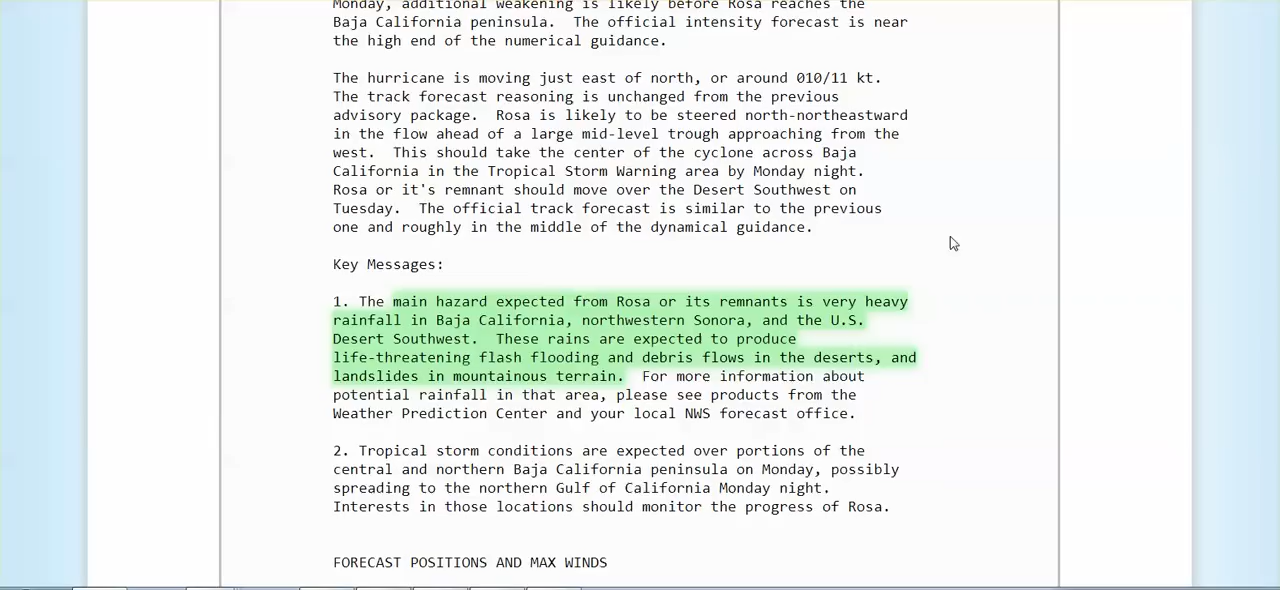 Monday, additional weakening is likely before Rosa reaches the
Baja California peninsula.  The official intensity forecast is near
the high end of the numerical guidance.
The hurricane is moving just east of north, or around 010/11 kt.
The track forecast reasoning is unchanged from the previous
advisory package.  Rosa is likely to be steered north-northeastward
in the flow ahead of a large mid-level trough approaching from the
west.  This should take the center of the cyclone across Baja
California in the Tropical Storm Warning area by Monday night.
Rosa or it's remnant should move over the Desert Southwest on
Tuesday.  The official track forecast is similar to the previous
one and roughly in the middle of the dynamical guidance.
Key Messages:
1. The main hazard expected from Rosa or its remnants is very heavy
rainfall in Baja California, northwestern Sonora, and the U.S.
Desert Southwest.  These rains are expected to produce
life-threatening flash flooding and debris flows in the deserts, and
landslides in mountainous terrain.  For more information about
potential rainfall in that area, please see products from the
Weather Prediction Center and your local NWS forecast office.
2. Tropical storm conditions are expected over portions of the
central and northern Baja California peninsula on Monday, possibly
spreading to the northern Gulf of California Monday night.
Interests in those locations should monitor the progress of Rosa.
FORECAST POSITIONS AND MAX WINDS